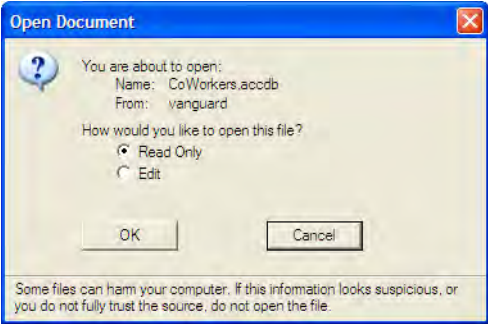 Open Document
You are about to open:
Name: CoWorkers.accdb
From: vanguard
How would you like to open this file?
Read Only
Edit
OK Cancel
Some files can harm your computer. If this information looks suspicious, or
you do not fully trust the source, do not open the file.